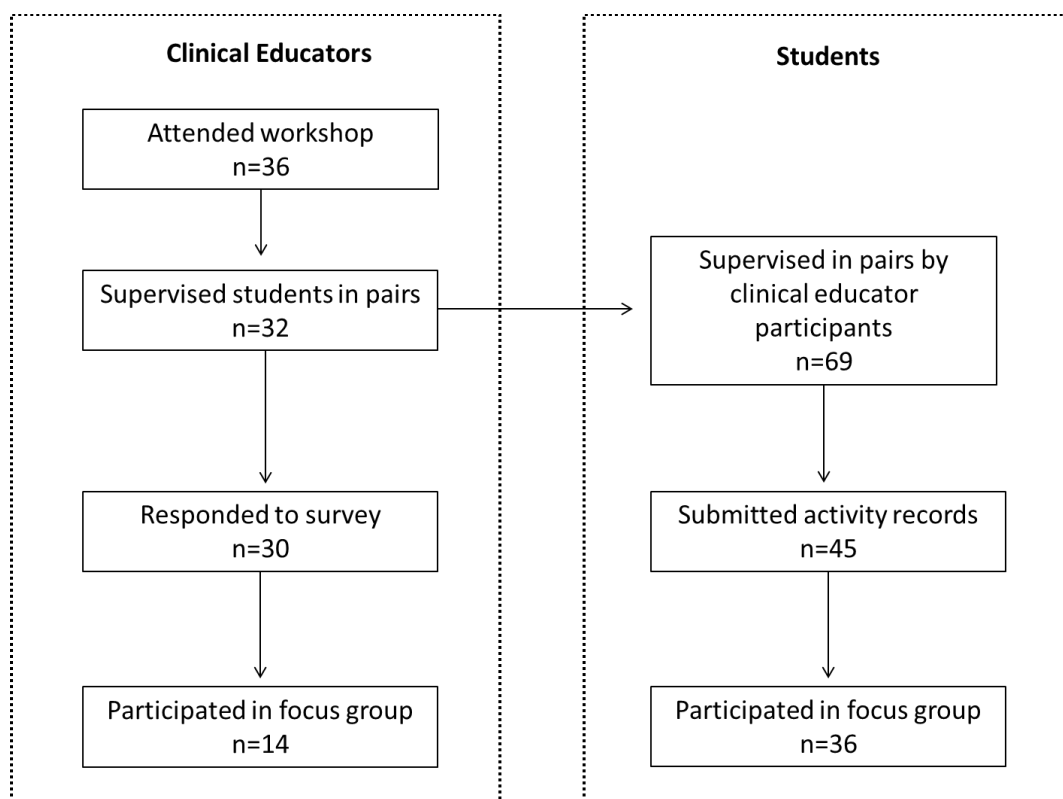 Clinical Educators
Attended workshop
n=36
Supervised students in pairs
n=32
Responded to survey
n=30
Participated in focus group
n=14
Students
Supervised in pairs by
clinical educator
participants
n=69
Submitted activity records
n=45
Participated in focus group
n=36